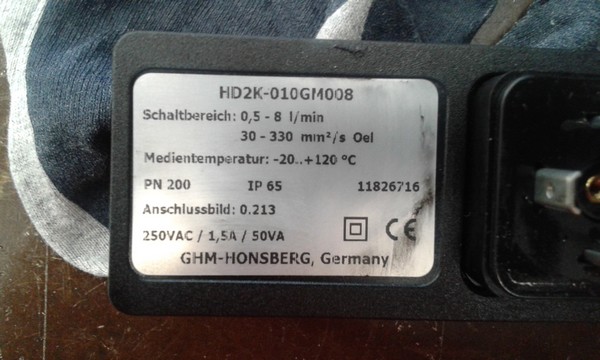 HD2K-010GM008
Schaltbereich: 0,5 - 8 l/min
30 - 330 mm²/s Oel
Medientemperatur: -20..+120 °C
PN 200 IP 65 11826716
Anschlussbild: 0.213
250VAC / 1,5A / 50VA CE
GHM-HONSBERG, Germany